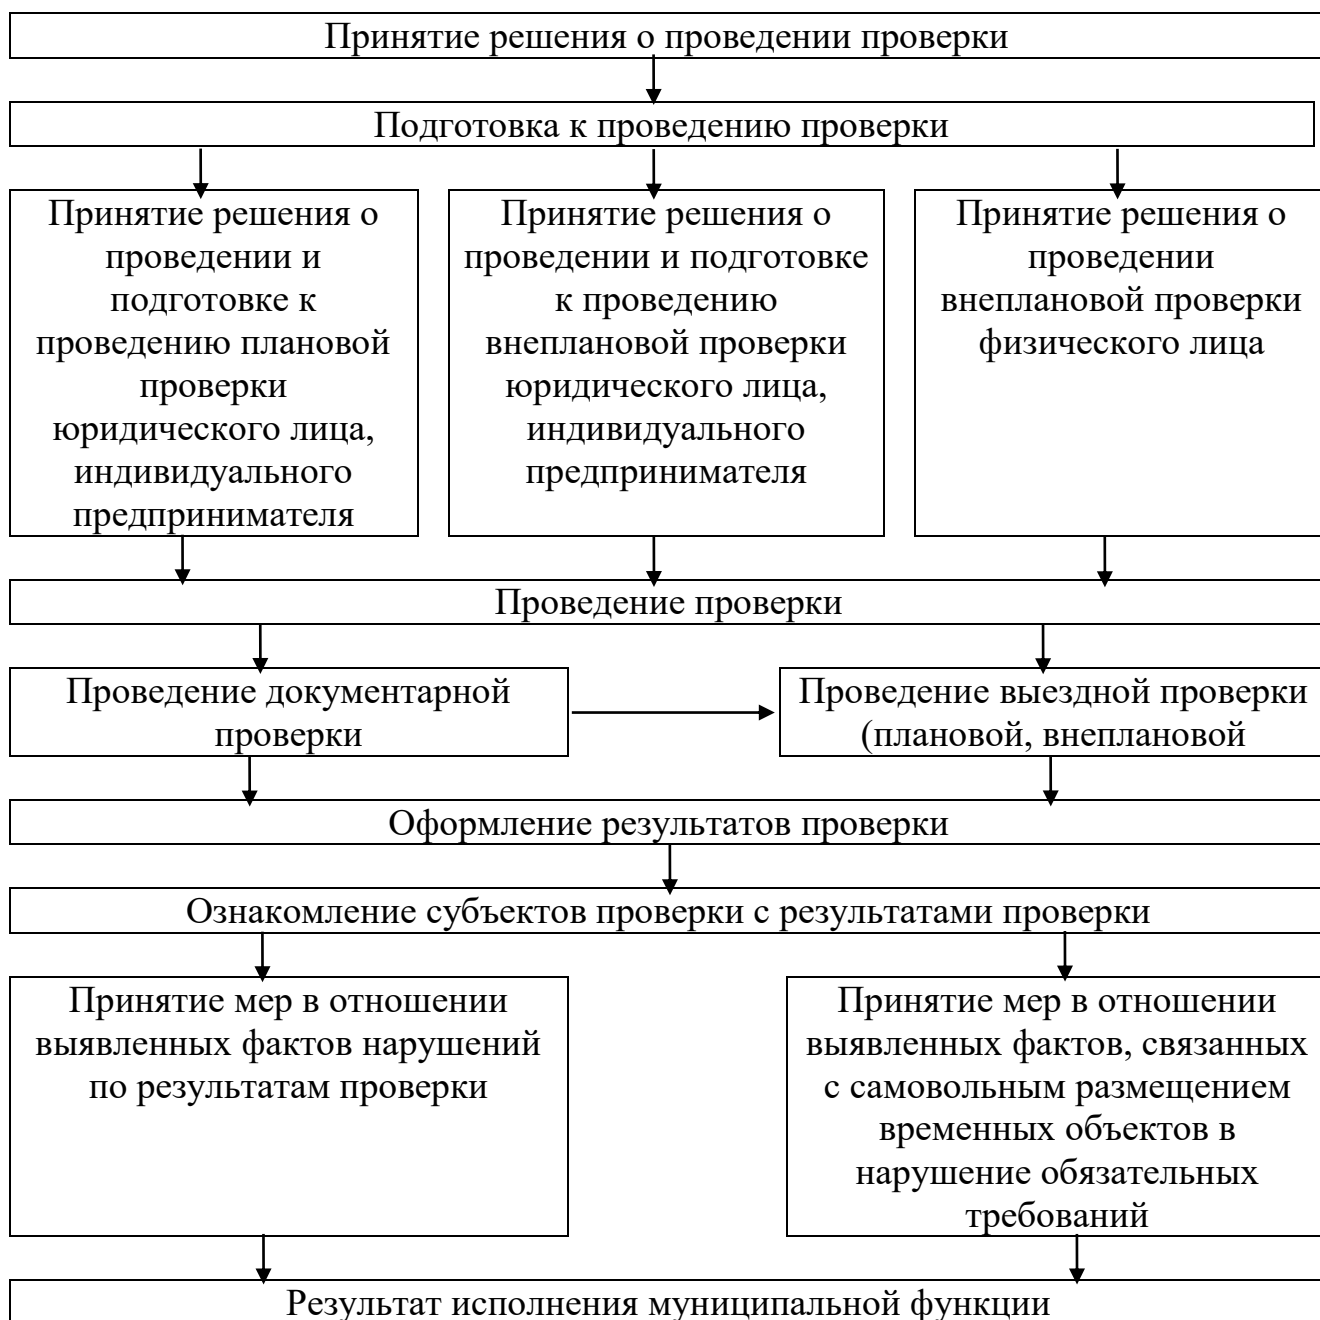 Принятие решения о проведении проверки
Подготовка к проведению проверки
Принятие решения о
проведении и
подготовке к
проведению плановой
проверки
юридического лица,
индивидуального
предпринимателя
Принятие решения о
проведении и подготовке
к проведению
внеплановой проверки
юридического лица,
индивидуального
предпринимателя
Принятие решения о
проведении
внеплановой проверки
физического лица
Проведение проверки
Проведение документарной
проверки
Проведение выездной проверки
(плановой, внеплановой
Оформление результатов проверки
Ознакомление субъектов проверки с результатами проверки
Принятие мер в отношении
выявленных фактов нарушений
по результатам проверки
Принятие мер в отношении
выявленных фактов, связанных
с самовольным размещением
временных объектов в
нарушение обязательных
требований
Результат исполнения муниципальной функции